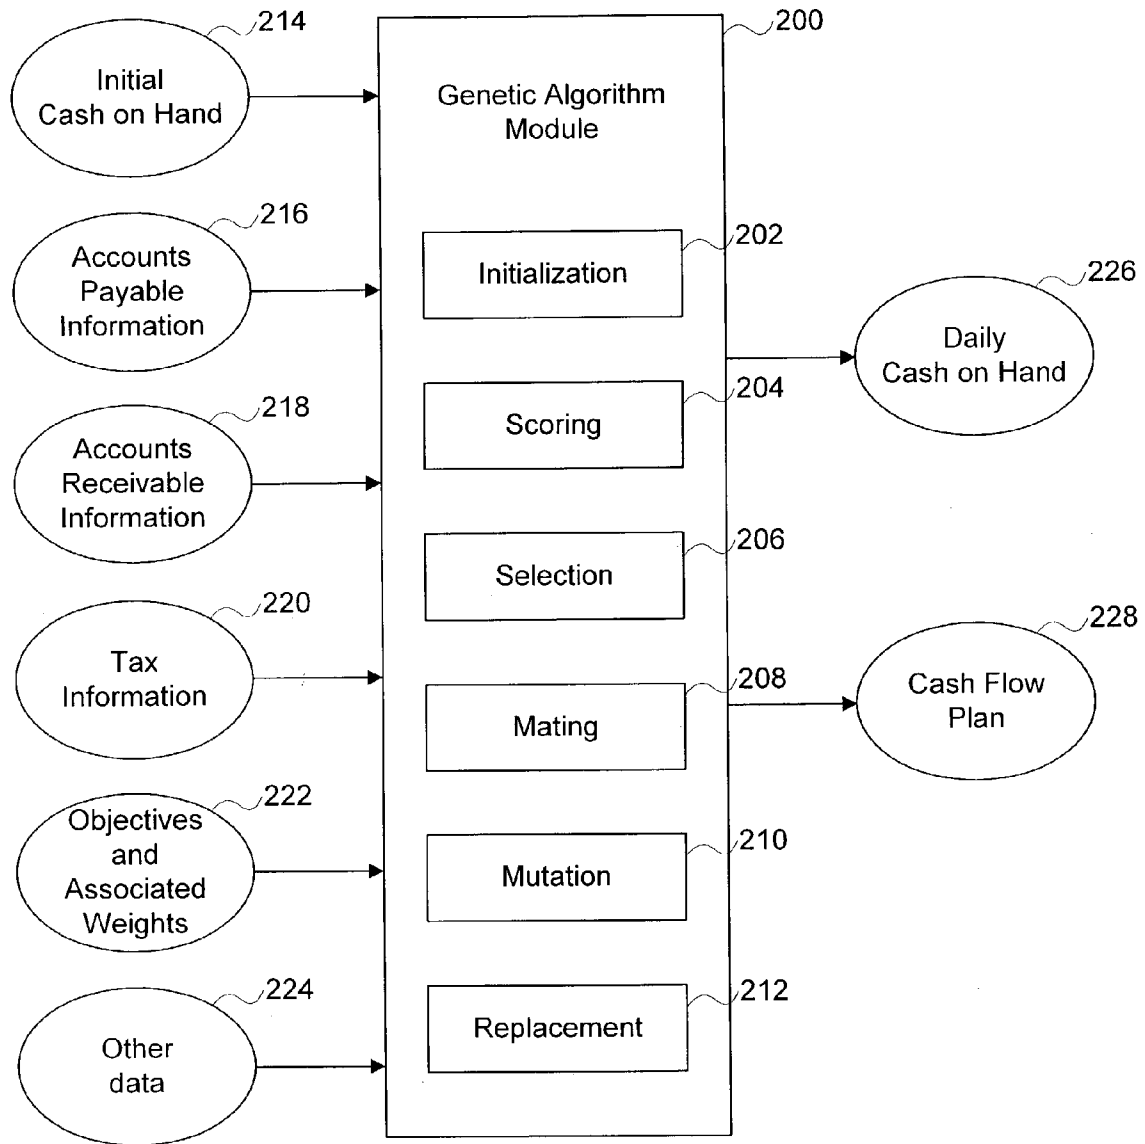 214
Initial
Cash on Hand
216
Accounts
Payable
Information
218
Accounts
Receivable
Information
220
Tax
Information
222
Objectives
and
Associated
Weights
224
Other
data
200
Genetic Algorithm
Module
202
Initialization
204
Scoring
206
Selection
208
Mating
210
Mutation
212
Replacement
226
Daily
Cash on Hand
228
Cash Flow
Plan